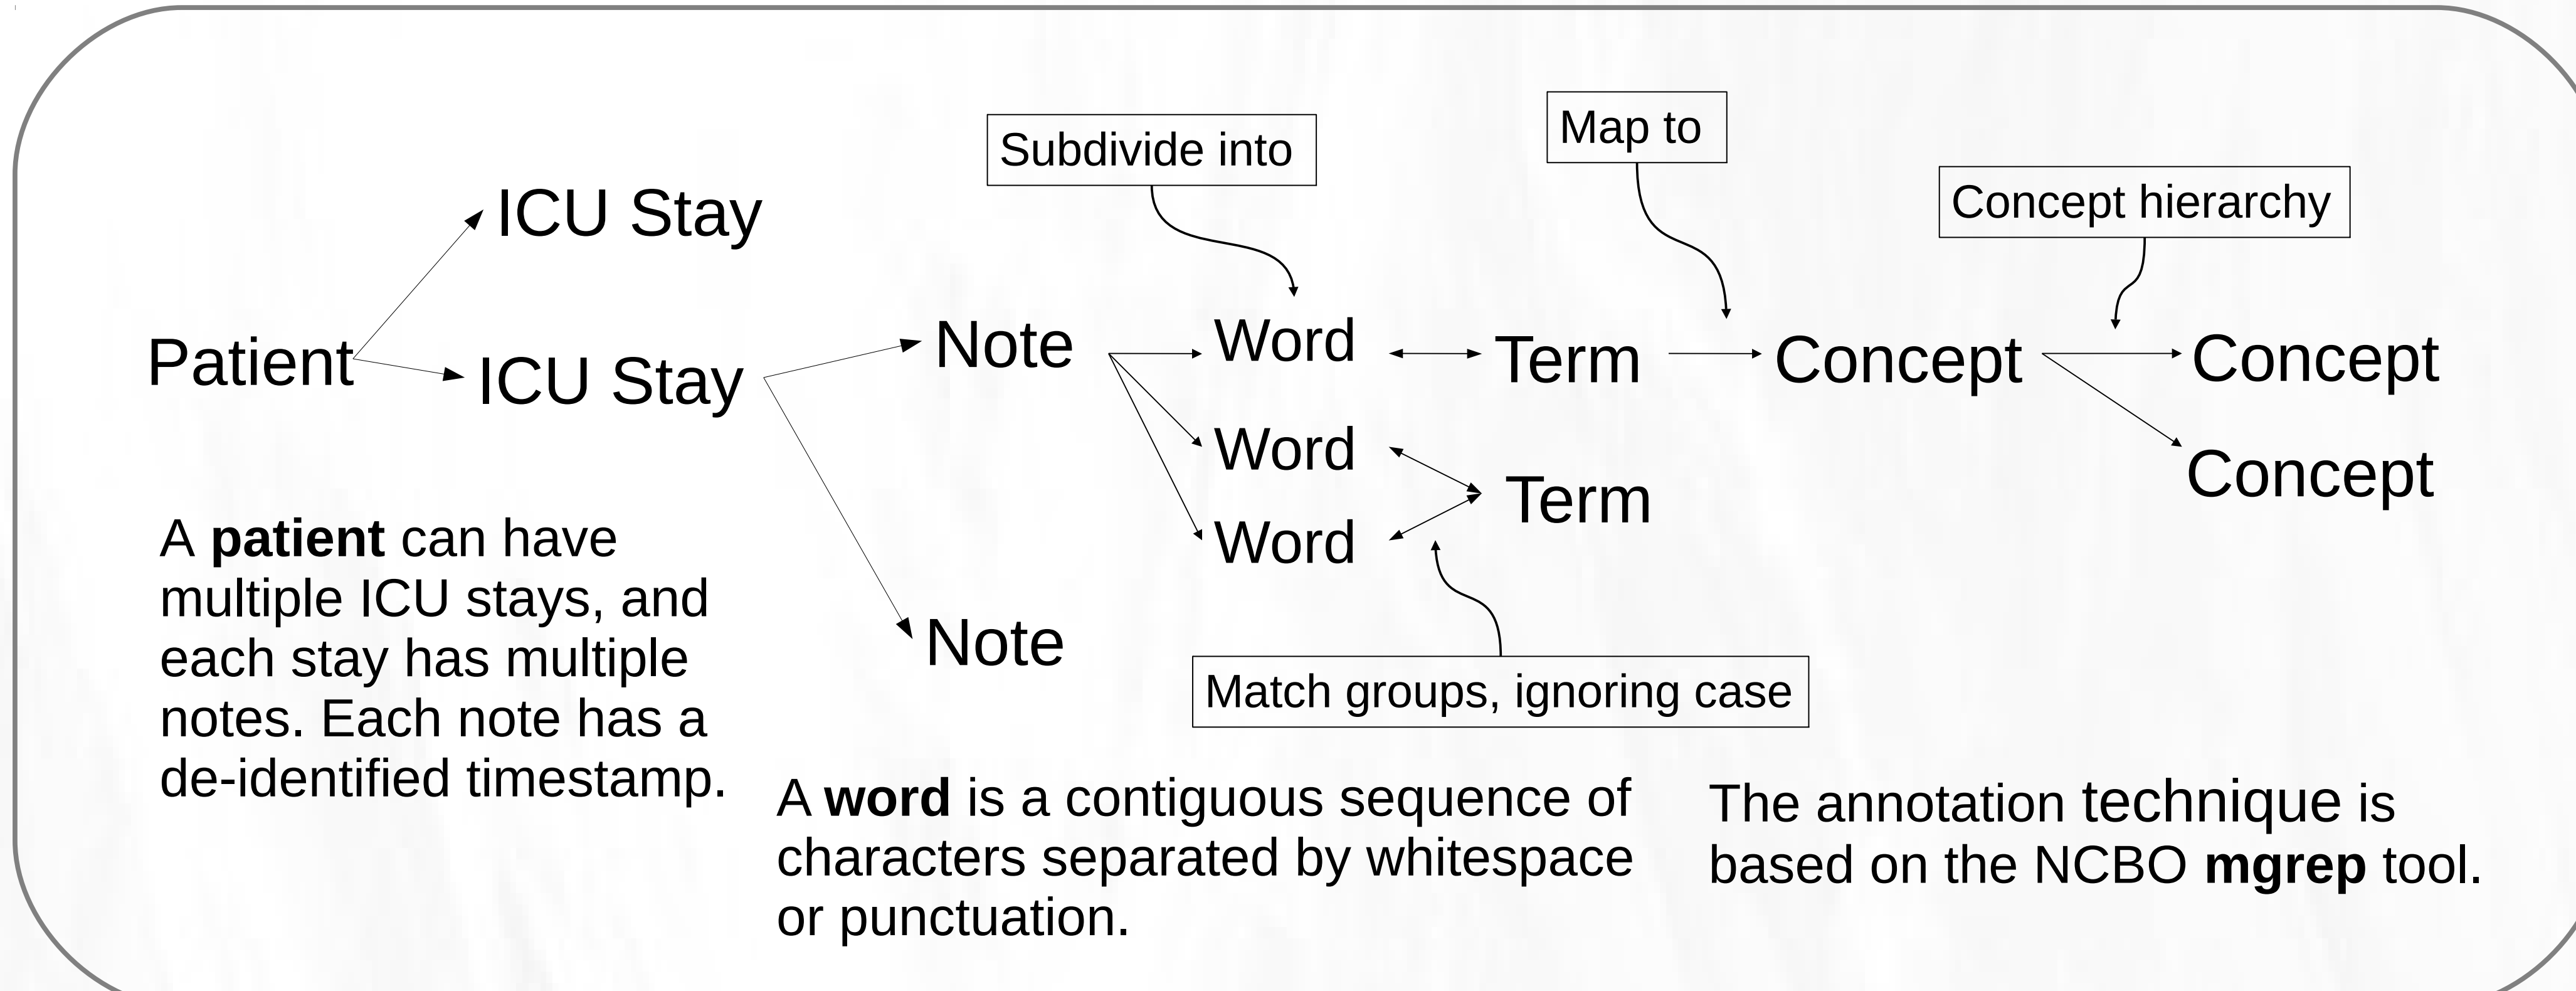 Subdivide into
Map to
Concept hierarchy
ICU Stay
Patient
ICU Stay
Note
Note
Word
Word
Word
Term
Term
Concept
Concept
Concept
Match groups, ignoring case
A patient can have
multiple ICU stays, and
each stay has multiple
notes. Each note has a
de-identified timestamp.
A word is a contiguous sequence of
characters separated by whitespace
or punctuation.
The annotation technique is
based on the NCBO mgrep tool.